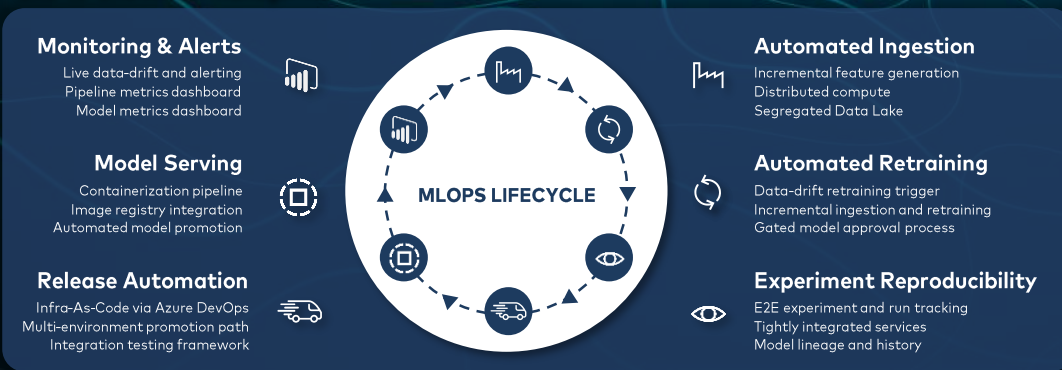 Monitoring & Alerts
Live data-drift and alerting
Pipeline metrics dashboard
Model metrics dashboard
Model Serving
Containerization pipeline
Image registry integration
Automated model promotion
Release Automation
Infra-As-Code via Azure DevOps
Multi-environment promotion path
Integration testing framework
MLOPS LIFECYCLE
Automated Ingestion
Incremental feature generation
Distributed compute
Segregated Data Lake
Automated Retraining
Data-drift retraining trigger
Incremental ingestion and retraining
Gated model approval process
Experiment Reproducibility
E2E experiment and run tracking
Tightly integrated services
Model lineage and history